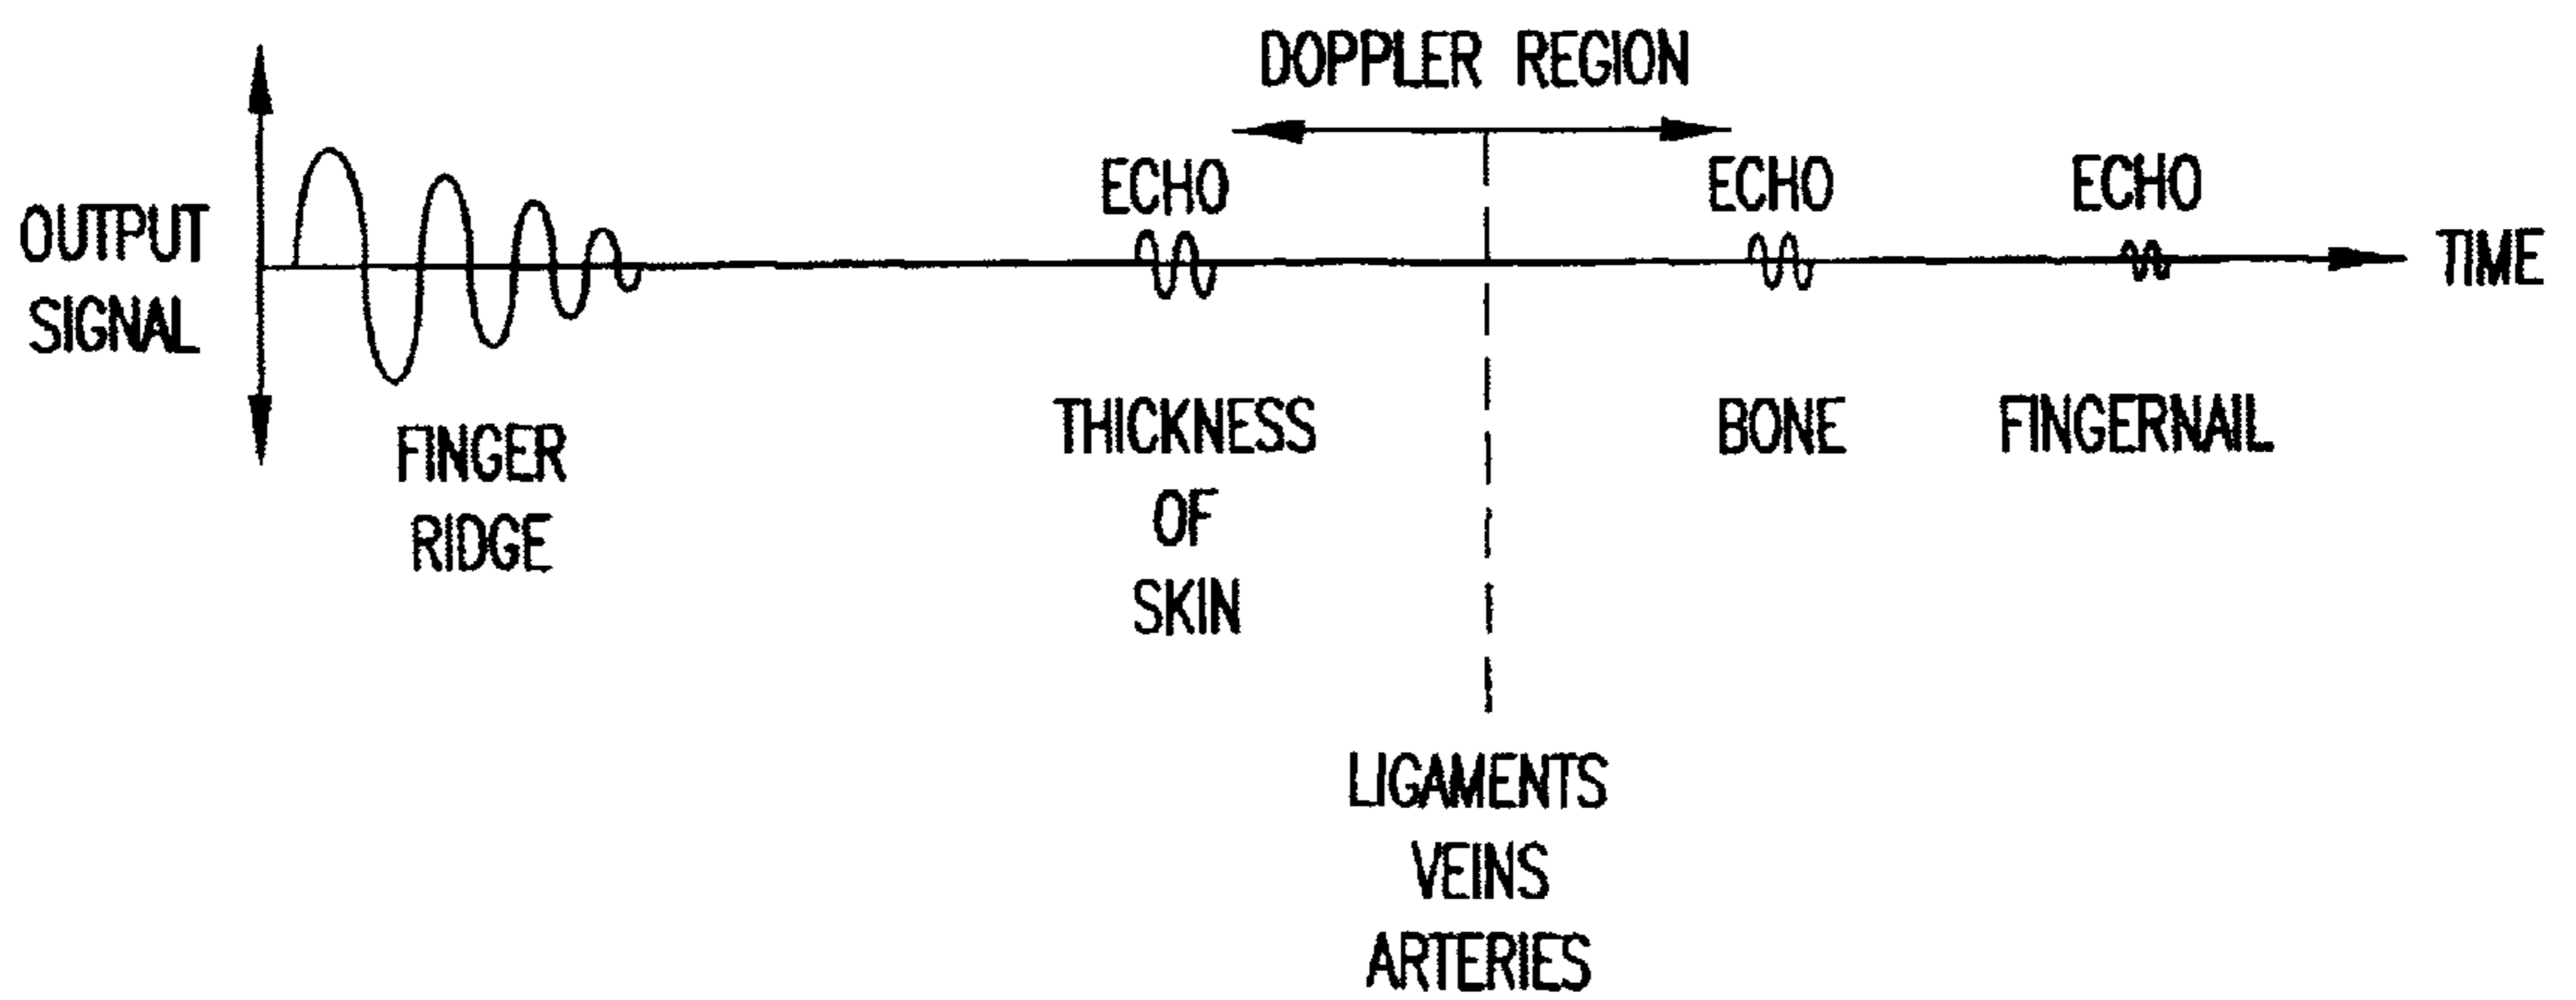 DOPPLER REGION
ECHO
ECHO
ECHO
OUTPUT
SIGNAL
TIME
FINGER
RIDGE
THICKNESS
OF
SKIN
BONE
FINGERNAIL
LIGAMENTS
VEINS
ARTERIES